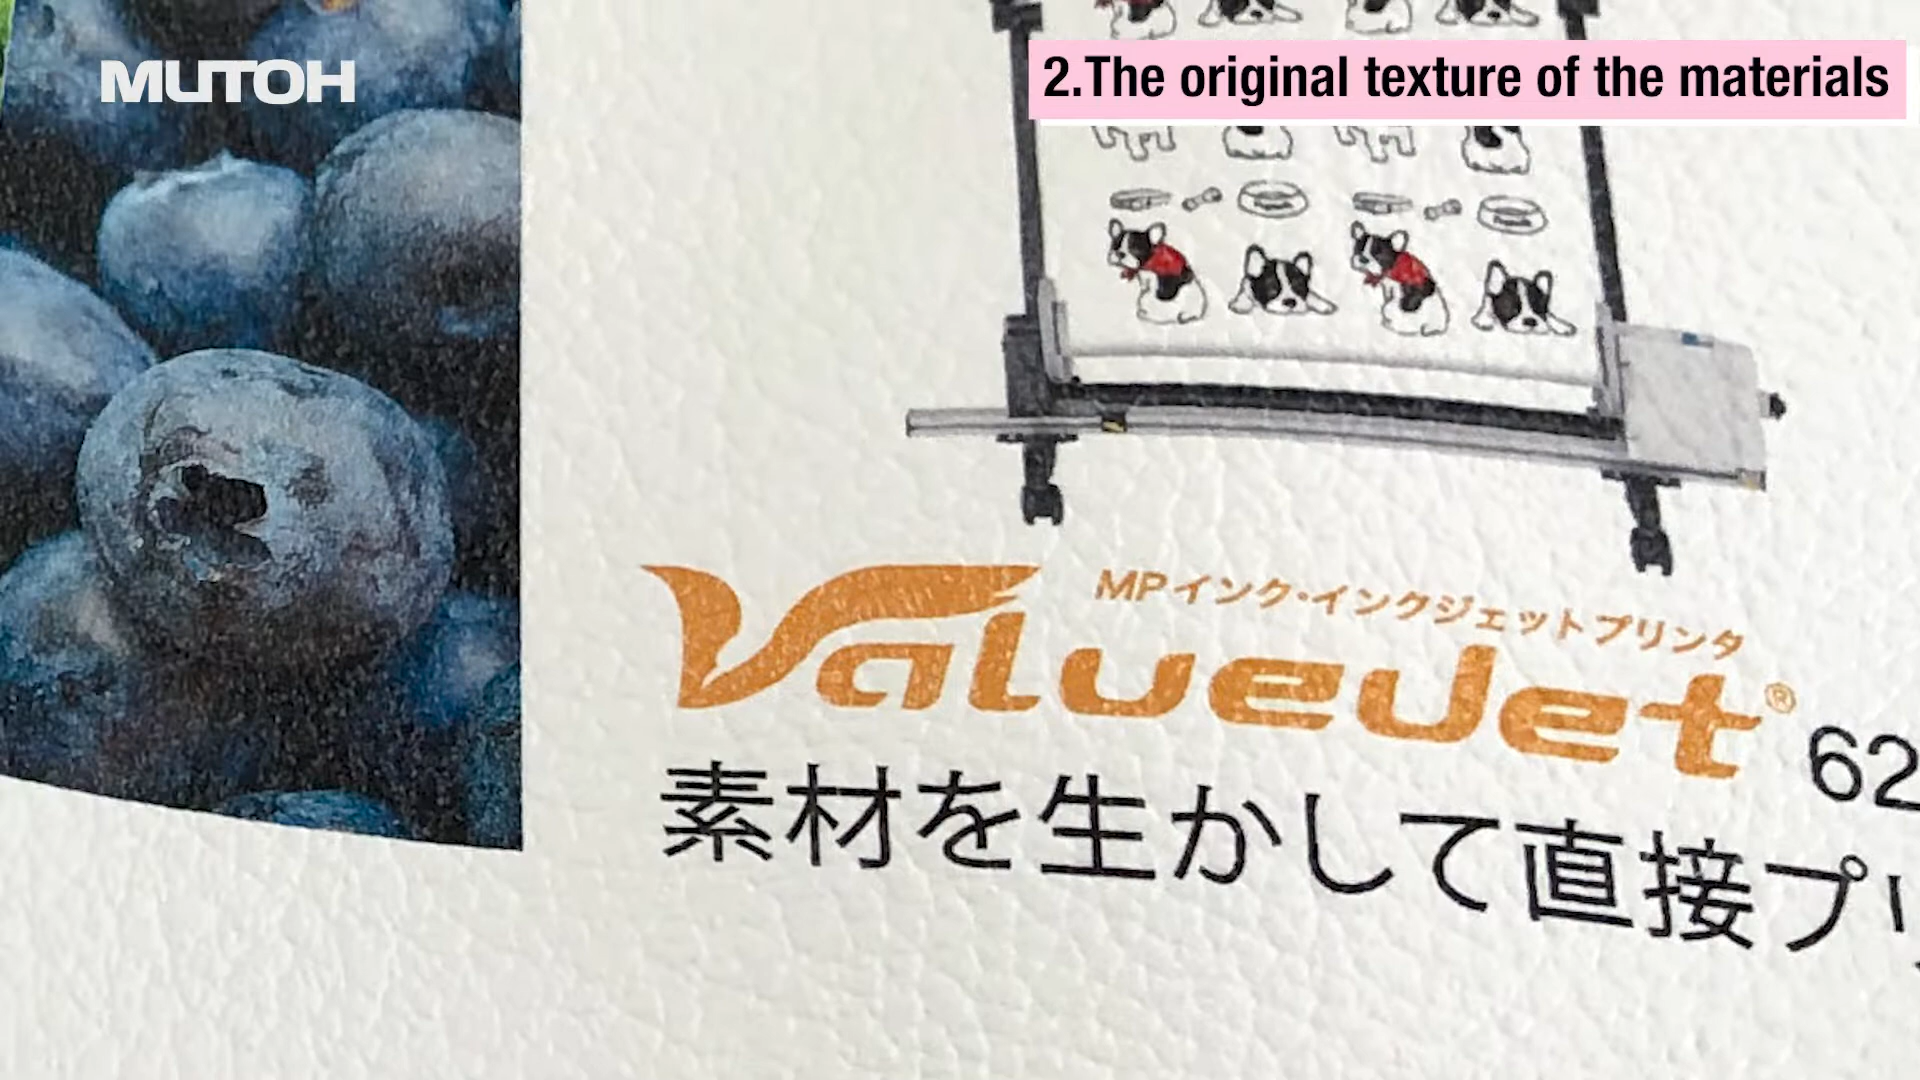 MUTOH
2.The original texture of the materials
MPインク・インクジェットプリンタ
ValueJet® 62
素材を生かして直接プリ